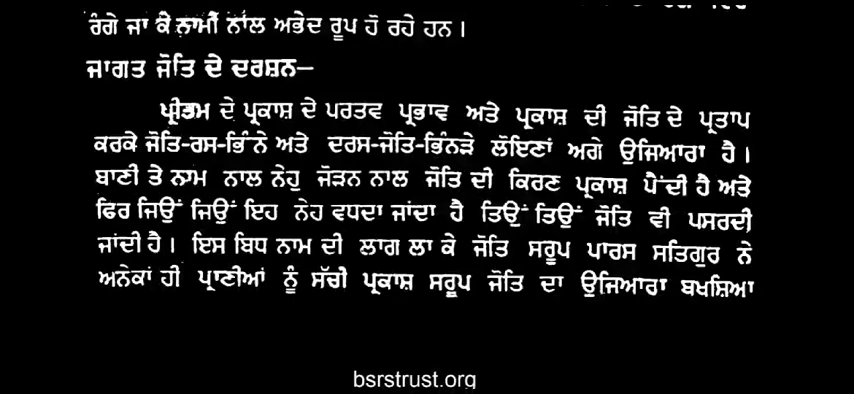 ਰੰਗੇ ਜਾ ਕੇ ਨਾਮੀ ਨਾਲ ਅਭੇਦ ਰੂਪ ਹੋ ਰਹੇ ਹਨ।
ਜਾਗਤ ਜੋਤਿ ਦੇ ਦਰਸ਼ਨ—
ਪ੍ਰੀਤਮ ਦੇ ਪ੍ਰਕਾਸ਼ ਦੇ ਪਰਤਵ ਪ੍ਰਭਾਵ ਅਤੇ ਪ੍ਰਕਾਸ਼ ਦੀ ਜੋਤਿ ਦੇ ਪ੍ਰਤਾਪ
ਕਰਕੇ ਜੋਤਿ-ਰਸ-ਭਿੰਨੇ ਅਤੇ ਦਰਸ-ਜੋਤਿ-ਭਿੰਨੜੇ ਲੋਇਣਾਂ ਅਗੇ ਉਜਿਆਰਾ ਹੈ।
ਬਾਣੀ ਤੇ ਨਾਮ ਨਾਲ ਨੇਹੁ ਜੋੜਨ ਨਾਲ ਜੋਤਿ ਦੀ ਕਿਰਣ ਪ੍ਰਕਾਸ਼ ਪੈਂਦੀ ਹੈ ਅਤੇ
ਫਿਰ ਜਿਉਂ ਜਿਉਂ ਇਹ ਨੇਹ ਵਧਦਾ ਜਾਂਦਾ ਹੈ ਤਿਉਂ ਤਿਉਂ ਜੋਤਿ ਵੀ ਪਸਰਦੀ
ਜਾਂਦੀ ਹੈ। ਇਸ ਬਿਧ ਨਾਮ ਦੀ ਲਾਗ ਲਾ ਕੇ ਜੋਤਿ ਸਰੂਪ ਪਾਰਸ ਸਤਿਗੁਰ ਨੇ
ਅਨੇਕਾਂ ਹੀ ਪ੍ਰਾਣੀਆਂ ਨੂੰ ਸੱਚੀ ਪ੍ਰਕਾਸ਼ ਸਰੂਪ ਜੋਤਿ ਦਾ ਉਜਿਆਰਾ ਬਖਸ਼ਿਆ
bsrstrust.org